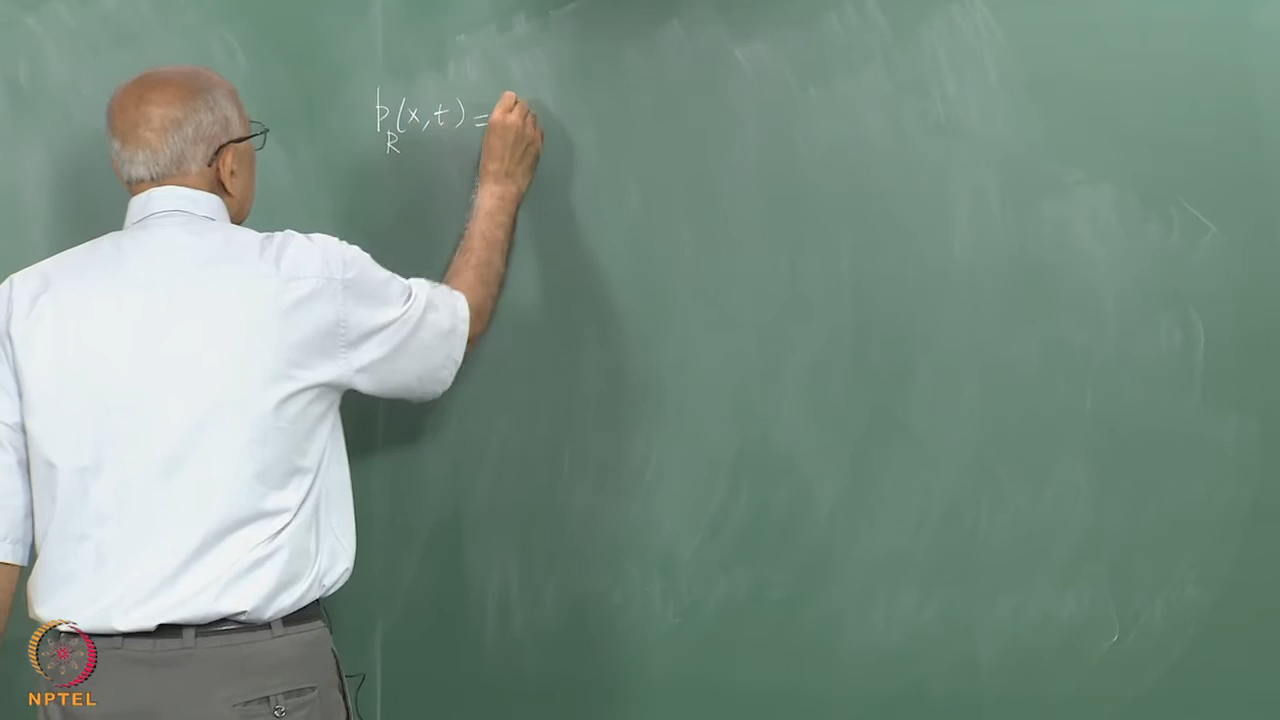 p_R(x,t) =
NPTEL